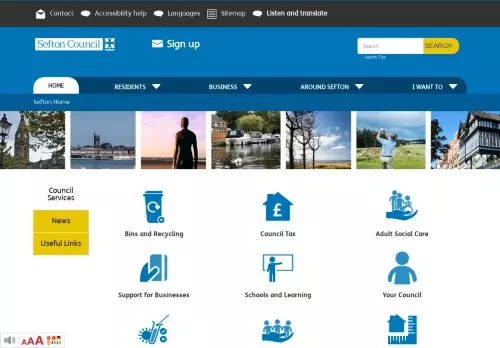 Contact Accessibility help Languages Sitemap Listen and translate
Sefton Council
Sign up
Search
SEARCH
Search Tips
HOME RESIDENTS BUSINESS AROUND SEFTON I WANT TO
Sefton Home
Council
Services
News
Useful Links
Bins and Recycling Council Tax Adult Social Care
Support for Businesses Schools and Learning Your Council
AAA